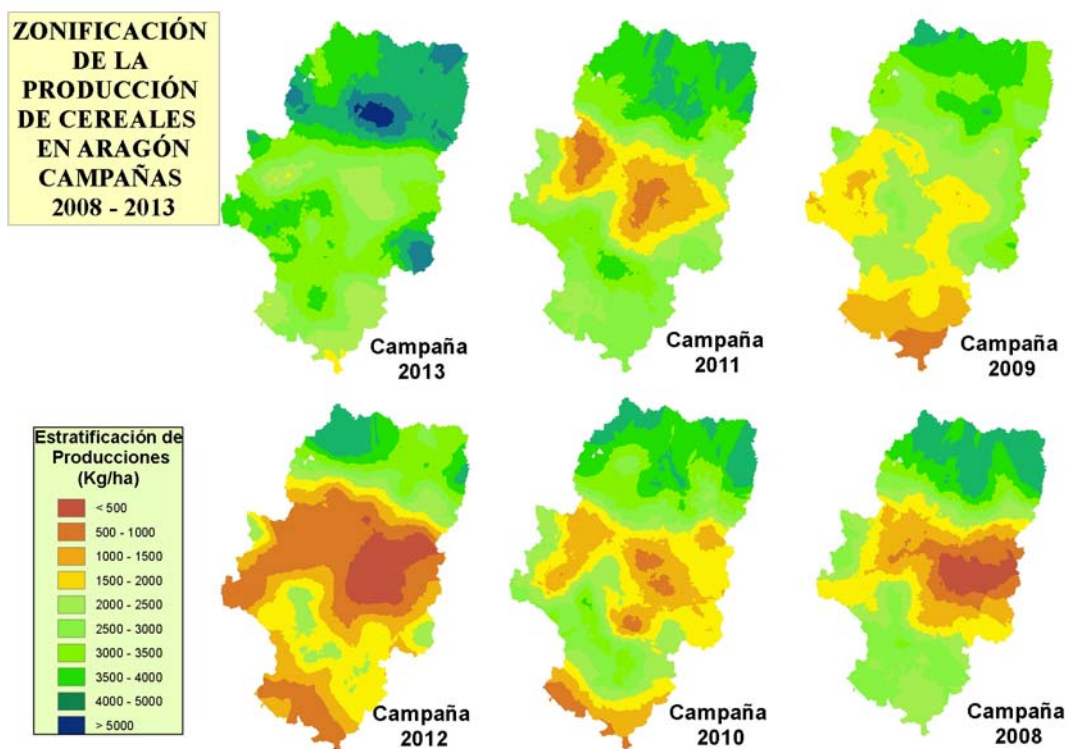 ZONIFICACIÓN
DE LA
PRODUCCIÓN
DE CEREALES
EN ARAGÓN
CAMPAÑAS
2008 - 2013
Campaña
2013
Campaña
2011
Campaña
2009
Estratificación de
Producciones
(Kg/ha)
< 500
500 - 1000
1000 - 1500
1500 - 2000
2000 - 2500
2500 - 3000
3000 - 3500
3500 - 4000
4000 - 5000
> 5000
Campaña
2012
Campaña
2010
Campaña
2008